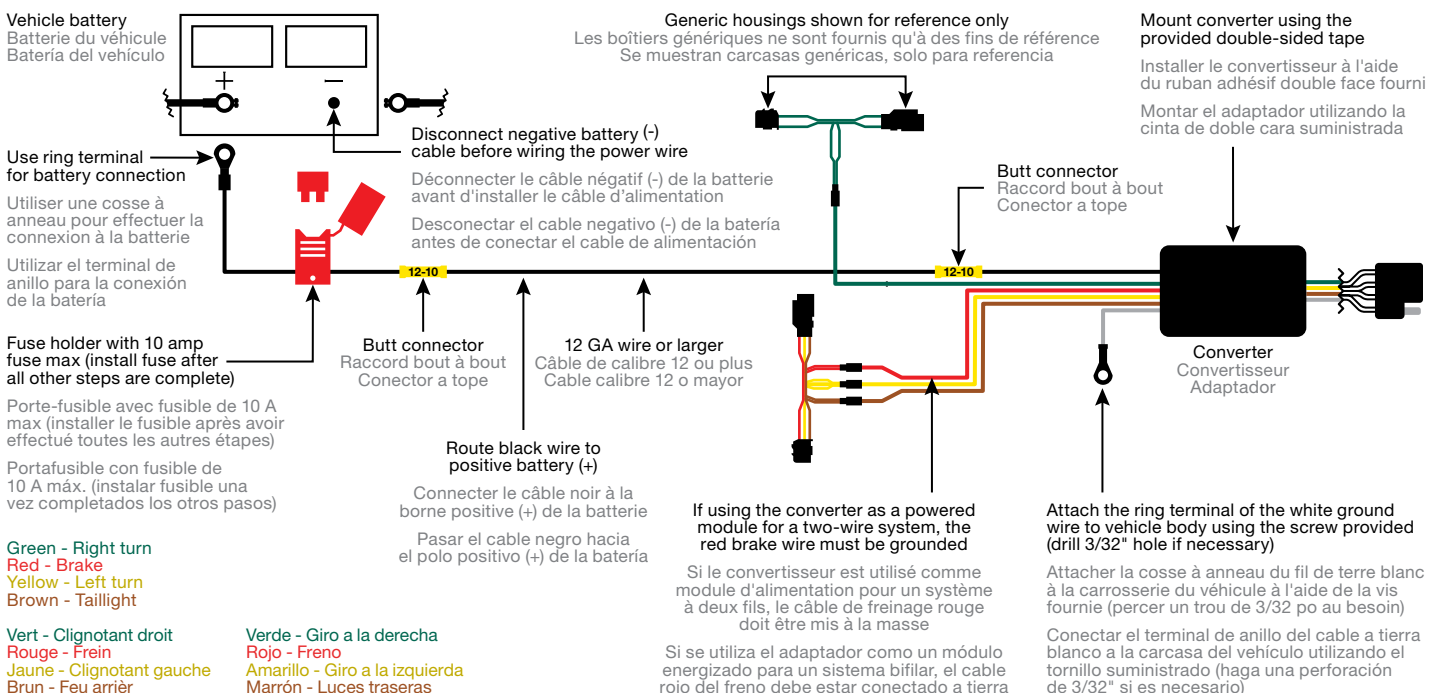 Vehicle battery
Batterie du véhicule
Batería del vehículo
+
−
Generic housings shown for reference only
Les boîtiers génériques ne sont fournis qu'à des fins de référence
Se muestran carcasas genéricas, solo para referencia
Mount converter using the
provided double-sided tape
Installer le convertisseur à l'aide
du ruban adhésif double face fourni
Montar el adaptador utilizando la
cinta de doble cara suministrada
Use ring terminal
for battery connection
Utiliser une cosse à
anneau pour effectuer la
connexion à la batterie
Utilizar el terminal de
anillo para la conexión
de la batería
Disconnect negative battery (-)
cable before wiring the power wire
Déconnecter le câble négatif (-) de la batterie
avant d'installer le câble d'alimentation
Desconectar el cable negativo (-) de la batería
antes de conectar el cable de alimentación
Butt connector
Raccord bout à bout
Conector a tope
12-10
12-10
Fuse holder with 10 amp
fuse max (install fuse after
all other steps are complete)
Porte-fusible avec fusible de 10 A
max (installer le fusible après avoir
effectué toutes les autres étapes)
Portafusible con fusible de
10 A máx. (instalar fusible una
vez completados los otros pasos)
Butt connector
Raccord bout à bout
Conector a tope
12 GA wire or larger
Câble de calibre 12 ou plus
Cable calibre 12 o mayor
Converter
Convertisseur
Adaptador
Route black wire to
positive battery (+)
Connecter le câble noir à la
borne positive (+) de la batterie
Pasar el cable negro hacia
el polo positivo (+) de la batería
If using the converter as a powered
module for a two-wire system, the
red brake wire must be grounded
Si le convertisseur est utilisé comme
module d'alimentation pour un système
à deux fils, le câble de freinage rouge
doit être mis à la masse
Si se utiliza el adaptador como un módulo
energizado para un sistema bifilar, el cable
rojo del freno debe estar conectado a tierra
Attach the ring terminal of the white ground
wire to vehicle body using the screw provided
(drill 3/32" hole if necessary)
Attacher la cosse à anneau du fil de terre blanc
à la carrosserie du véhicule à l'aide de la vis
fournie (percer un trou de 3/32 po au besoin)
Conectar el terminal de anillo del cable a tierra
blanco a la carcasa del vehículo utilizando el
tornillo suministrado (haga una perforación
de 3/32" si es necesario)
Green - Right turn
Red - Brake
Yellow - Left turn
Brown - Taillight
Vert - Clignotant droit
Rouge - Frein
Jaune - Clignotant gauche
Brun - Feu arrièr
Verde - Giro a la derecha
Rojo - Freno
Amarillo - Giro a la izquierda
Marrón - Luces traseras